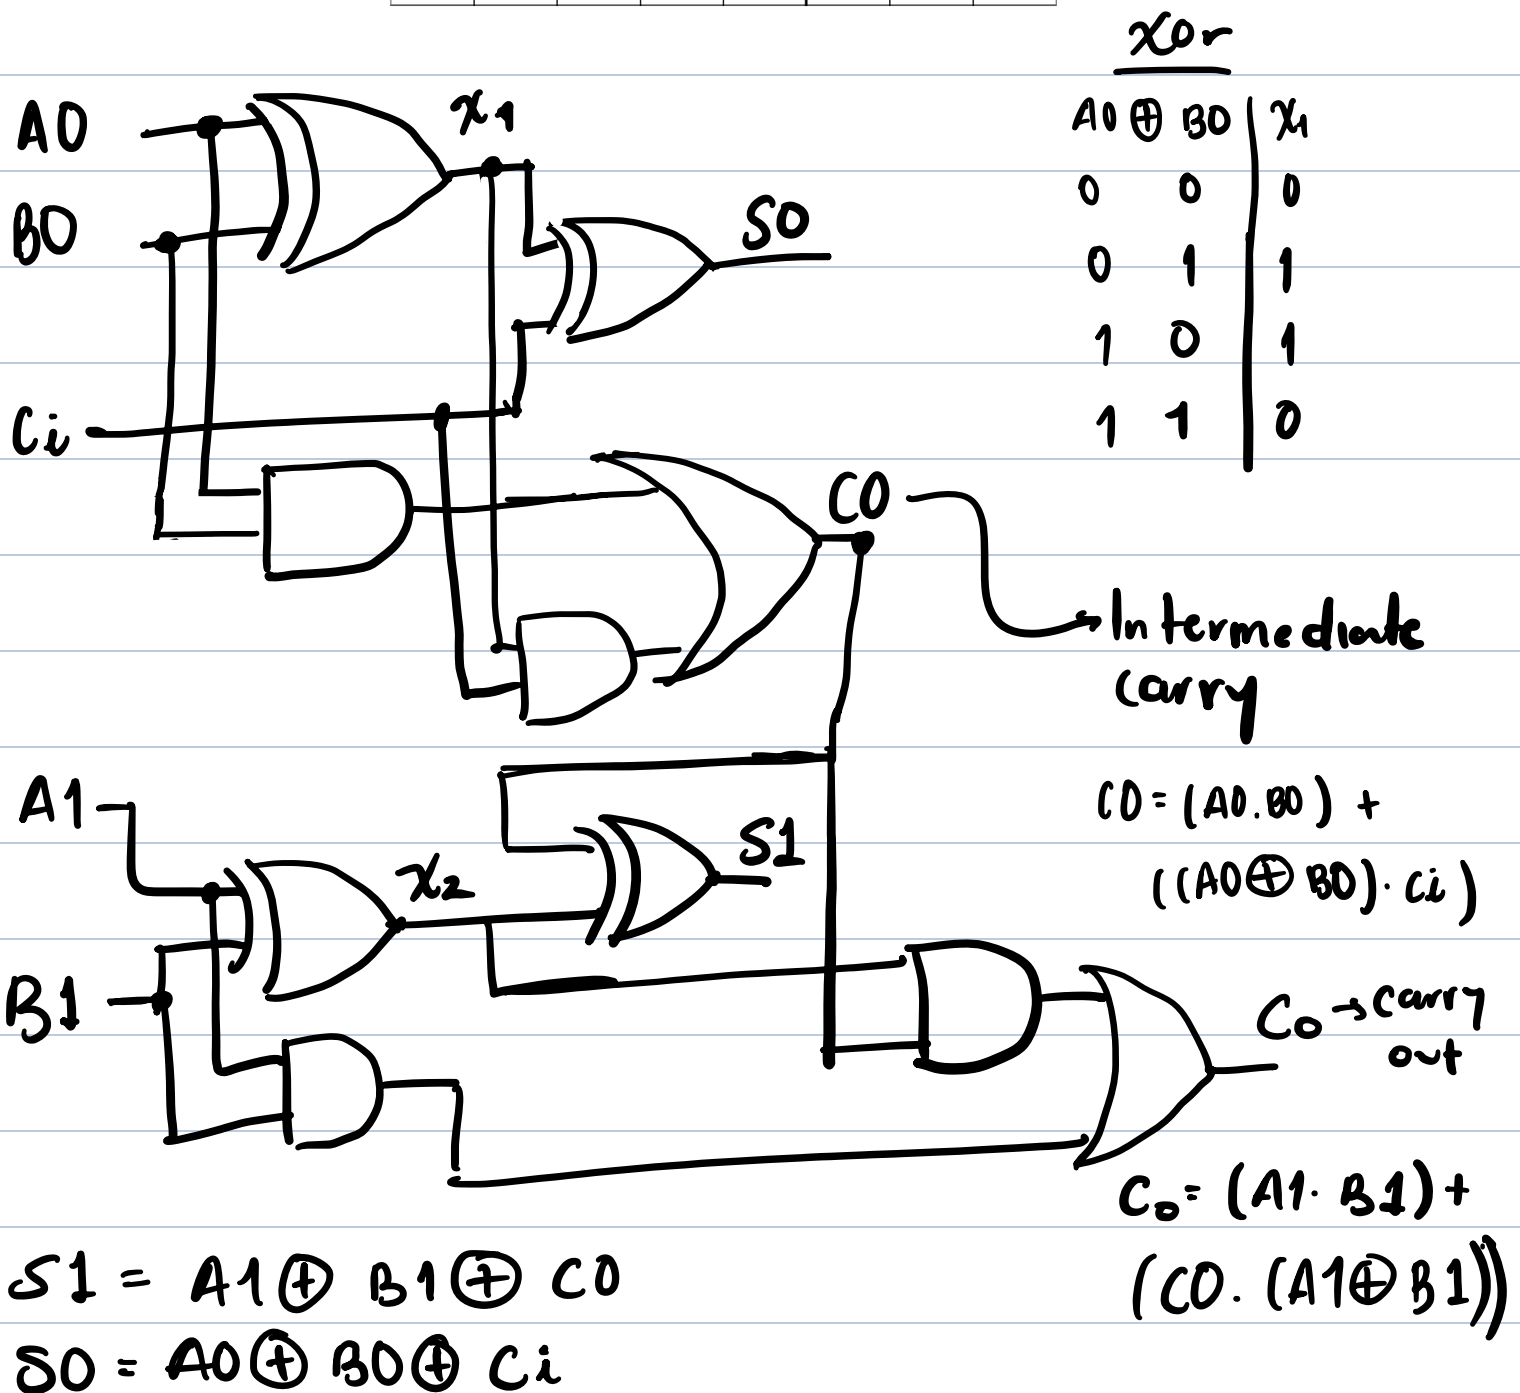 xor
A0 ⊕ B0 | x1
0 0 0
0 1 1
1 0 1
1 1 0
A0
x1
B0
S0
Ci
C0
Intermediate
carry
A1
C0 = (A0.B0) +
((A0 ⊕ B0). Ci)
S1
x2
B1
Co → carry
out
Co = (A1. B1) +
(C0. (A1 ⊕ B1))
S1 = A1 ⊕ B1 ⊕ C0
S0 = A0 ⊕ B0 ⊕ Ci